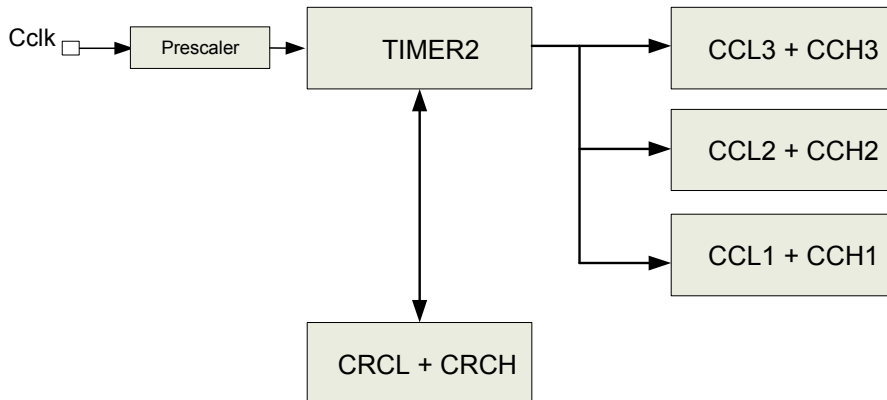 Cclk
Prescaler
TIMER2
CCL3 + CCH3
CCL2 + CCH2
CCL1 + CCH1
CRCL + CRCH